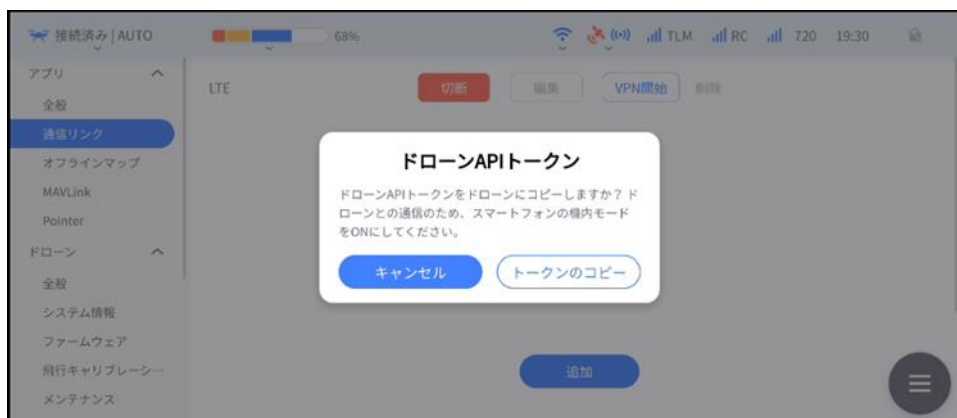 接続済み | AUTO
68%
TLM
RC
720
19:30
アプリ
LTE
切断
編集
VPN開始
削除
全般
通信リンク
オフラインマップ
MAVLink
Pointer
ドローン
全般
システム情報
ファームウェア
飛行キャリブレーシ…
メンテナンス
ドローンAPIトークン
ドローンAPIトークンをドローンにコピーしますか？ド
ローンとの通信のため、スマートフォンの機内モード
をONにしてください。
キャンセル
トークンのコピー
追加